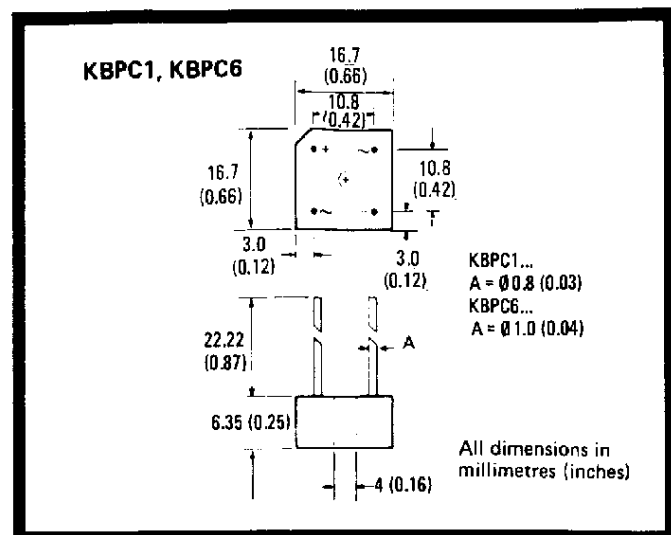 KBPC1, KBPC6
16.7
(0.66)
10.8
(0.42)
+ ~
16.7
(0.66)
10.8
(0.42)
~ –
3.0
(0.12)
3.0
(0.12)
KBPC1...
A = Ø 0.8 (0.03)
KBPC6...
A = Ø 1.0 (0.04)
22.22
(0.87)
A
6.35 (0.25)
4 (0.16)
All dimensions in
millimetres (inches)